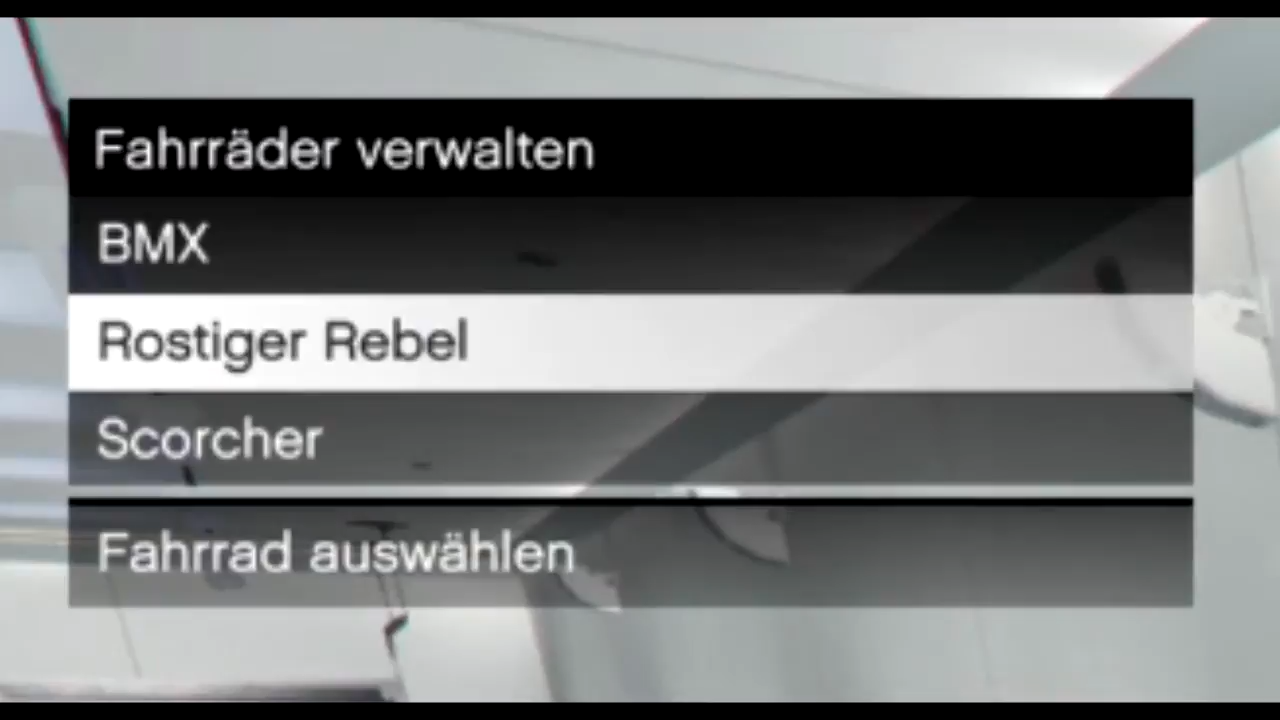 Fahrräder verwalten
BMX
Rostiger Rebel
Scorcher
Fahrrad auswählen